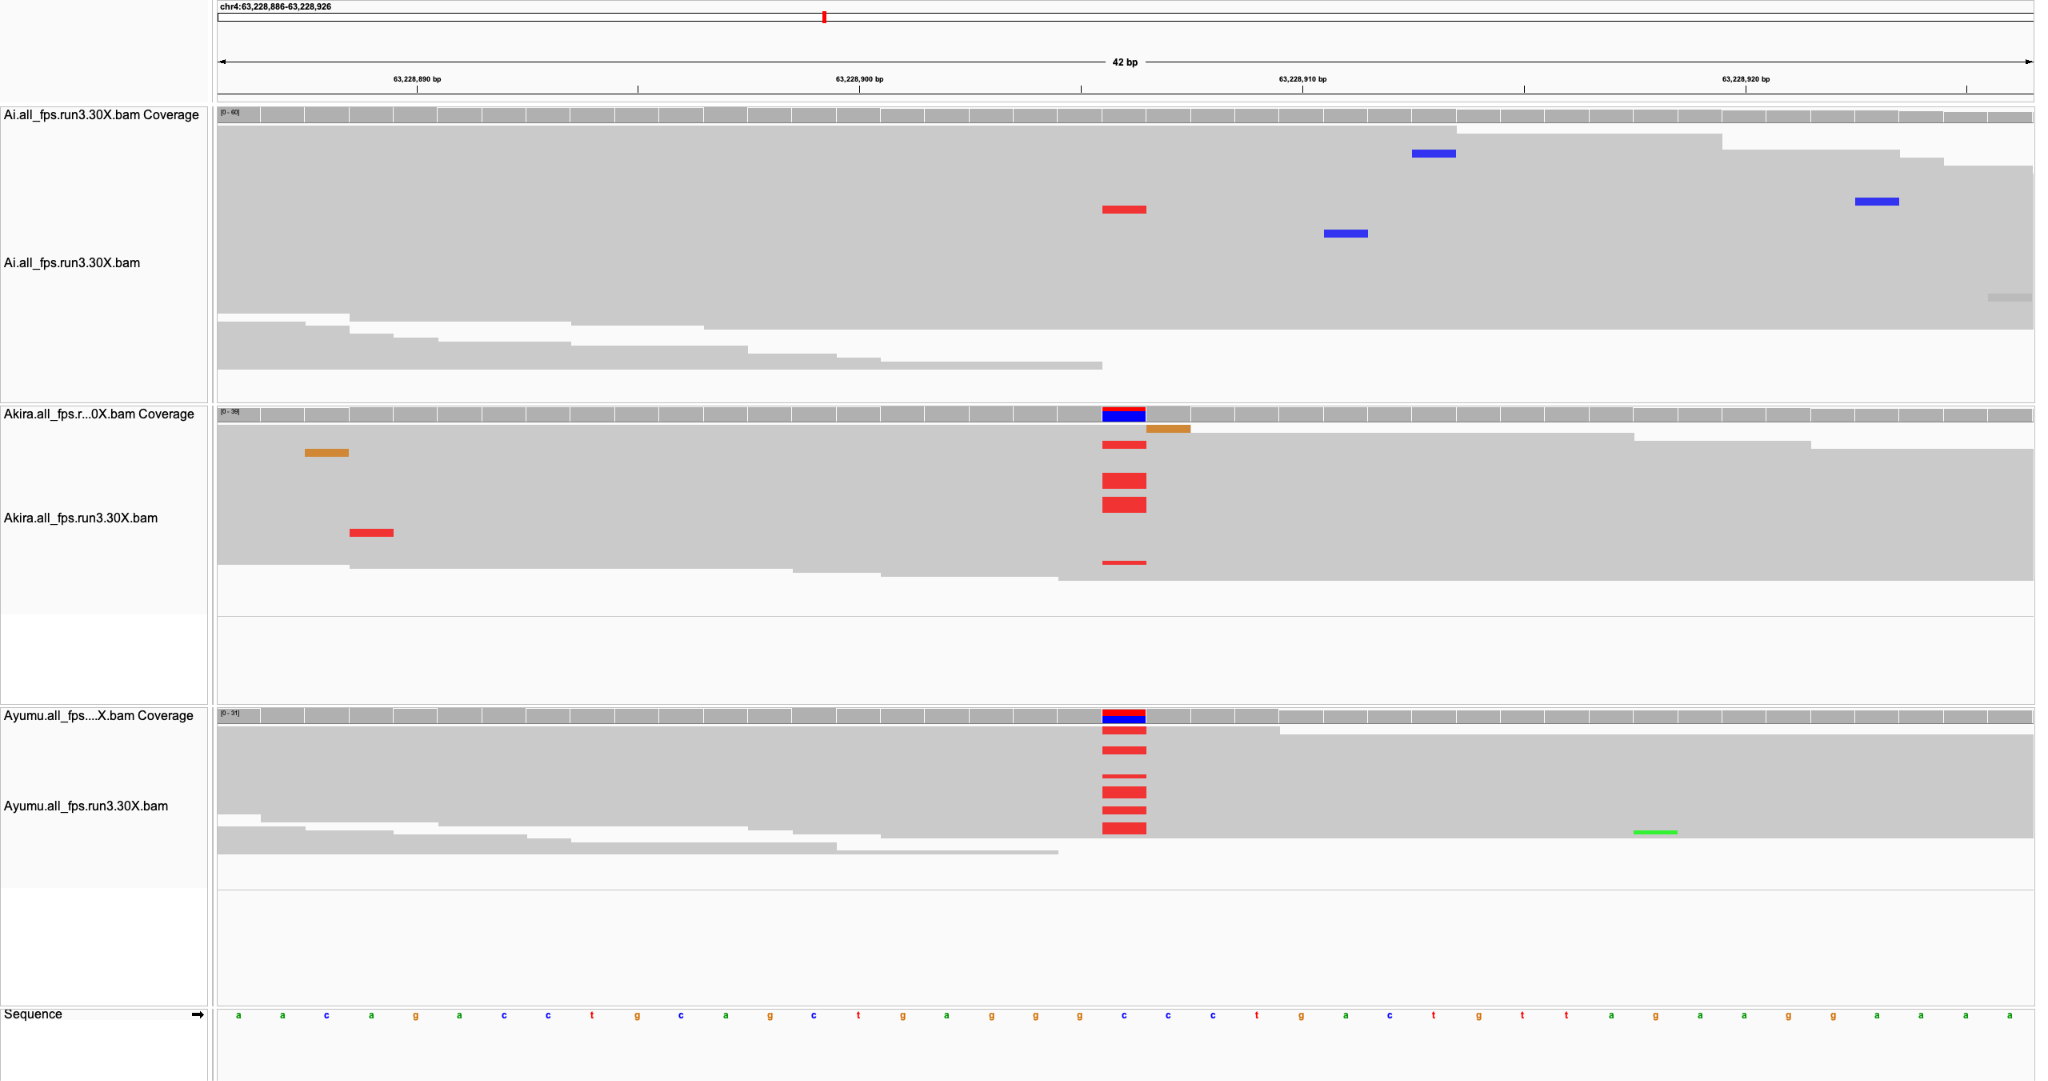 chr4:63,228,886-63,228,926
42 bp
63,228,890 bp 63,228,900 bp 63,228,910 bp 63,228,920 bp
Ai.all_fps.run3.30X.bam Coverage [0 - 60]
Ai.all_fps.run3.30X.bam
Akira.all_fps.r...0X.bam Coverage [0 - 39]
Akira.all_fps.run3.30X.bam
Ayumu.all_fps....X.bam Coverage [0 - 31]
Ayumu.all_fps.run3.30X.bam
Sequence a a c a g a c c t g c a g c t g a g g g c c c t g a c t g t t a g a a g g a a a a